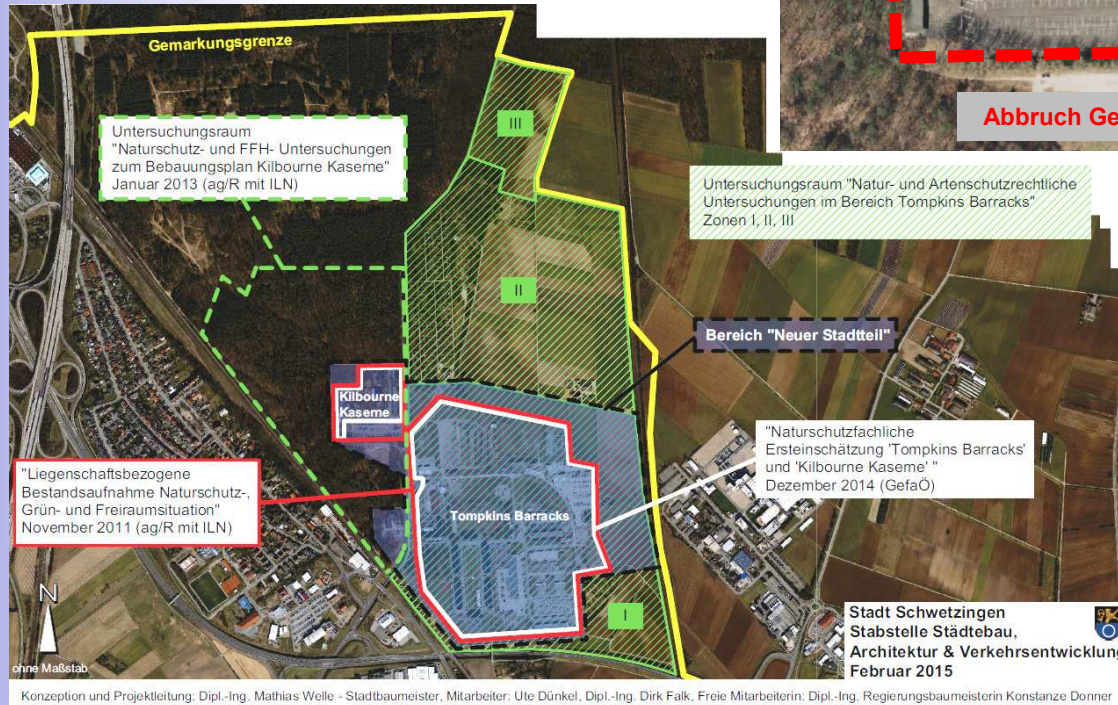 Abbruch
Gemarkungsgrenze
Untersuchungsraum
"Naturschutz- und FFH- Untersuchungen
zum Bebauungsplan Kilbourne Kaserne"
Januar 2013 (ag/R mit ILN)
III
Untersuchungsraum "Natur- und Artenschutzrechtliche
Untersuchungen im Bereich Tompkins Barracks"
Zonen I, II, III
II
Bereich "Neuer Stadtteil"
Kilbourne
Kaserne
"Liegenschaftsbezogene
Bestandsaufnahme Naturschutz-,
Grün- und Freiraumsituation"
November 2011 (ag/R mit ILN)
Tompkins Barracks
"Naturschutzfachliche
Ersteinschätzung 'Tompkins Barracks'
und 'Kilbourne Kaserne' "
Dezember 2014 (GefaÖ)
I
N
ohne Maßstab
Stadt Schwetzingen
Stabstelle Städtebau,
Architektur & Verkehrsentwicklung
Februar 2015
Konzeption und Projektleitung: Dipl.-Ing. Mathias Welle - Stadtbaumeister, Mitarbeiter: Ute Dünkel, Dipl.-Ing. Dirk Falk, Freie Mitarbeiterin: Dipl.-Ing. Regierungsbaumeisterin Konstanze Donner